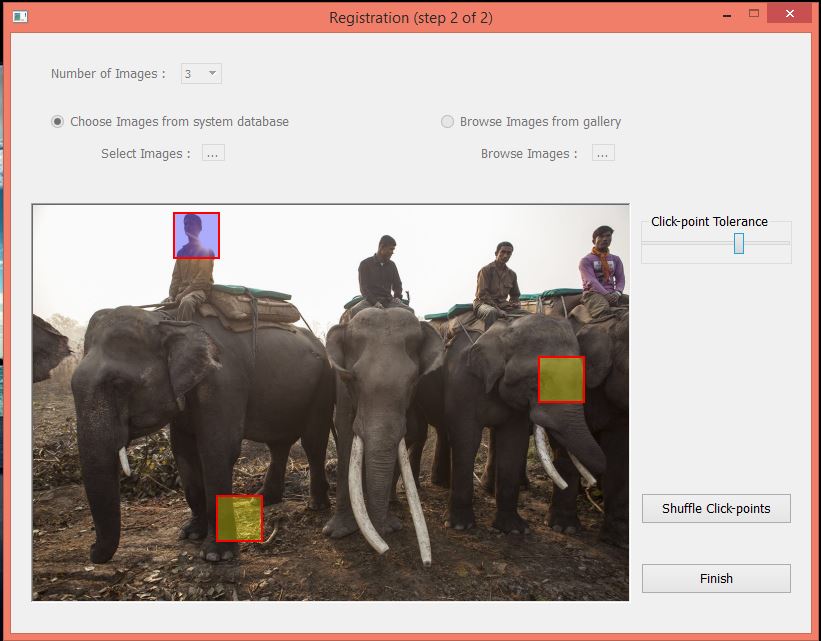 Registration (step 2 of 2)
Number of Images : 3
Choose Images from system database
Browse Images from gallery
Select Images : ...
Browse Images : ...
Click-point Tolerance
Shuffle Click-points
Finish